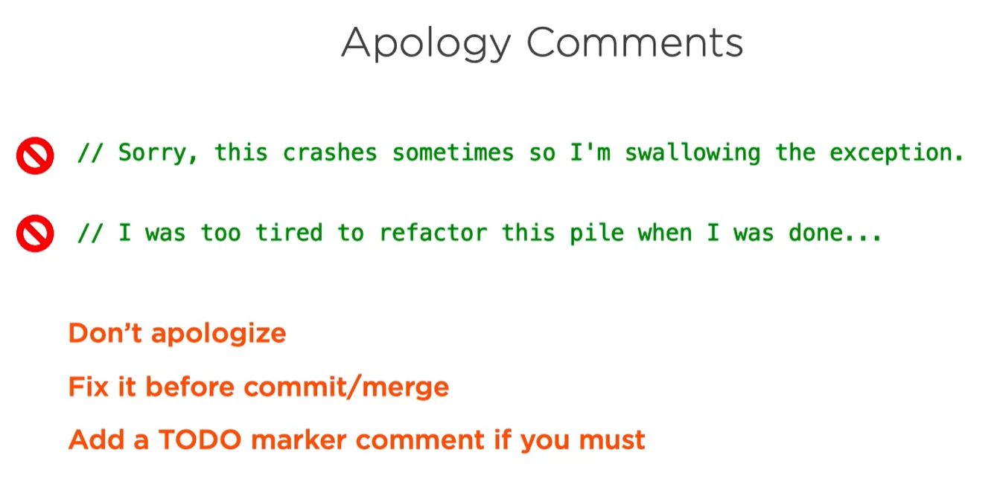 Apology Comments
// Sorry, this crashes sometimes so I'm swallowing the exception.
// I was too tired to refactor this pile when I was done...
Don’t apologize
Fix it before commit/merge
Add a TODO marker comment if you must